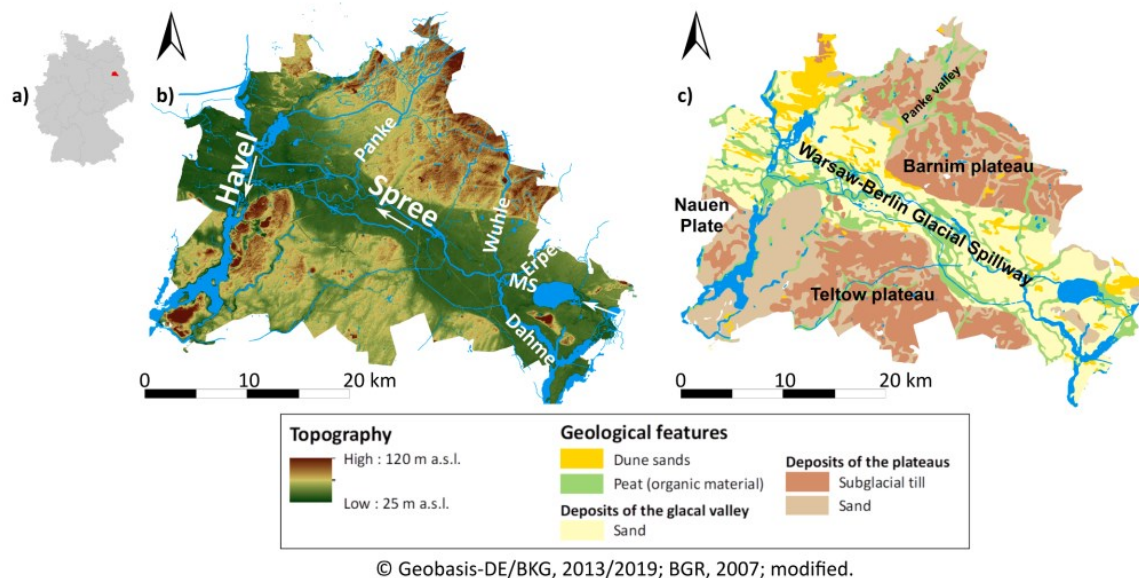 a)
b)
c)
Havel
Panke
Spree
Wuhle
Erpe
MS
Dahme
0 10 20 km
Panke valley
Barnim plateau
Warsaw-Berlin Glacial Spillway
Nauen
Plate
Teltow plateau
0 10 20 km
Topography
High : 120 m a.s.l.
Low : 25 m a.s.l.
Geological features
Dune sands
Peat (organic material)
Deposits of the glacal valley
Sand
Deposits of the plateaus
Subglacial till
Sand
© Geobasis-DE/BKG, 2013/2019; BGR, 2007; modified.